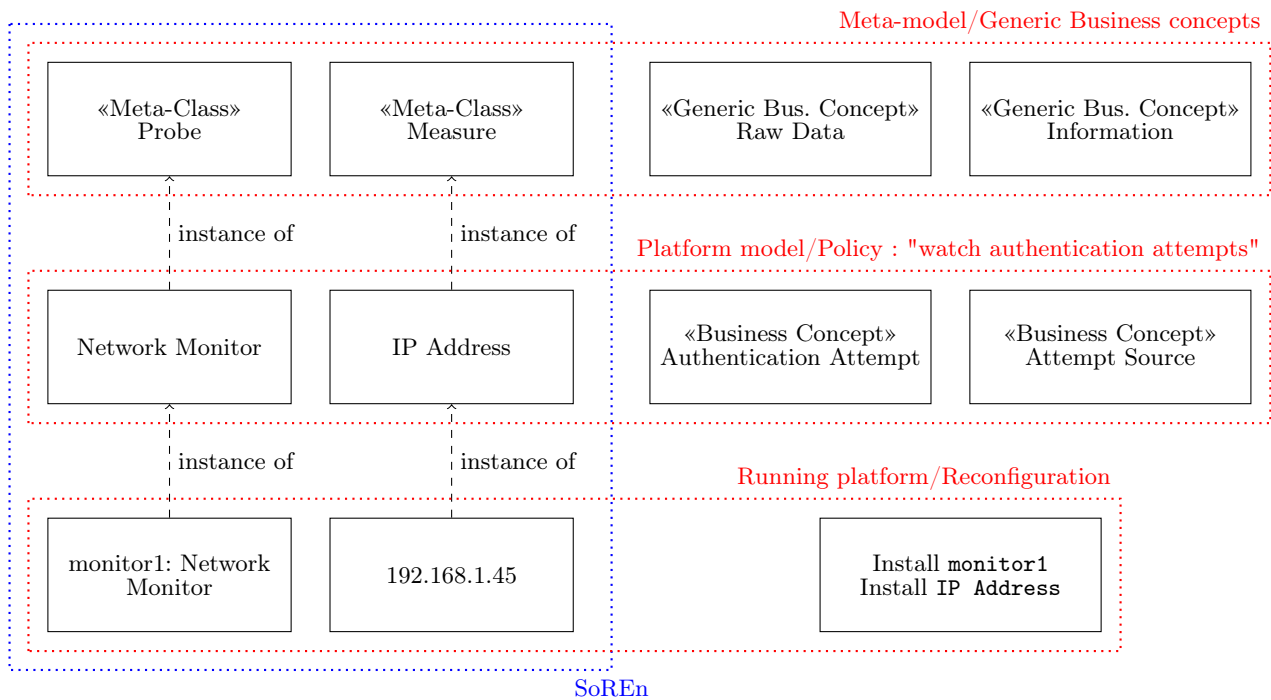 Meta-model/Generic Business concepts
«Meta-Class»
Probe
«Meta-Class»
Measure
«Generic Bus. Concept»
Raw Data
«Generic Bus. Concept»
Information
instance of
instance of
Platform model/Policy : "watch authentication attempts"
Network Monitor
IP Address
«Business Concept»
Authentication Attempt
«Business Concept»
Attempt Source
instance of
instance of
Running platform/Reconfiguration
monitor1: Network
Monitor
192.168.1.45
Install monitor1
Install IP Address
SoREn